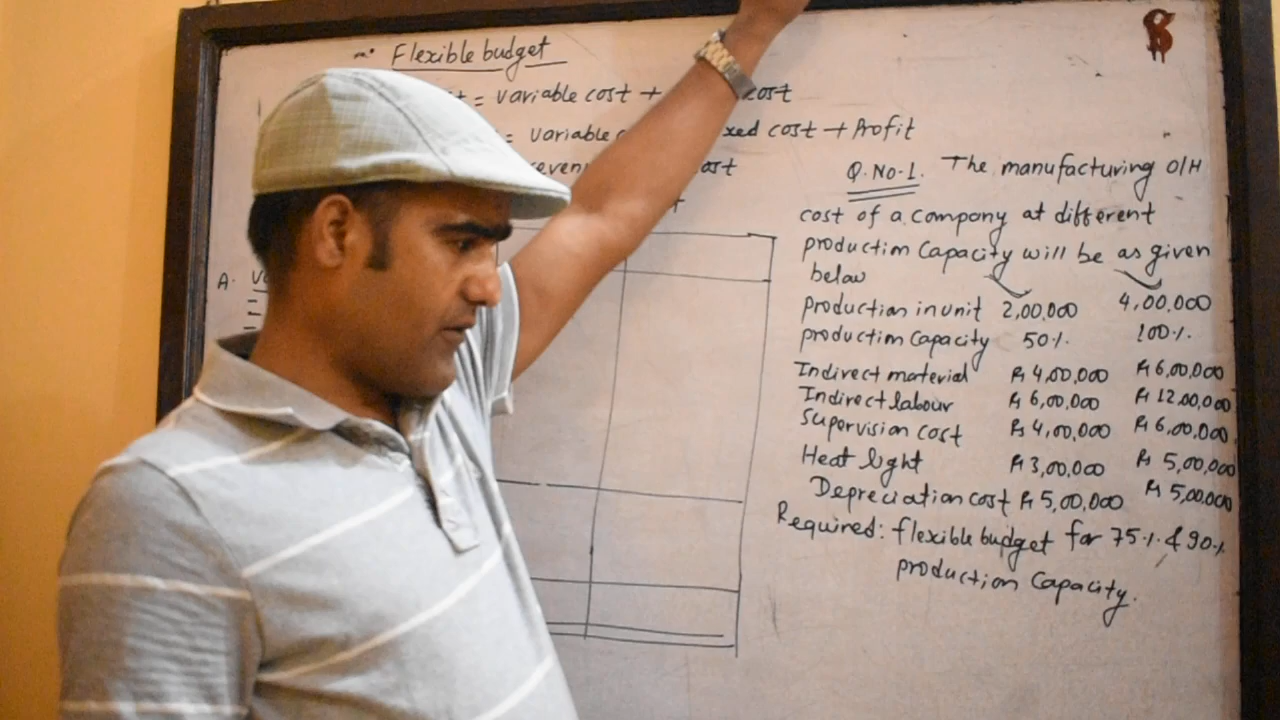 Flexible budget
= variable cost + cost
= variable c xed cost + Profit
Q. No-1. The manufacturing O/H
cost of a company at different
production capacity will be as given
below
production in unit 2,00,000 4,00,000
production capacity 50% 100%
Indirect material Rs 4,00,000 Rs 6,00,000
Indirect labour Rs 6,00,000 Rs 12,00,000
Supervision cost Rs 4,00,000 Rs 6,00,000
Heat light Rs 3,00,000 Rs 5,00,000
Depreciation cost Rs 5,00,000 Rs 5,00,000
Required: flexible budget for 75% & 90%
production capacity.
A.